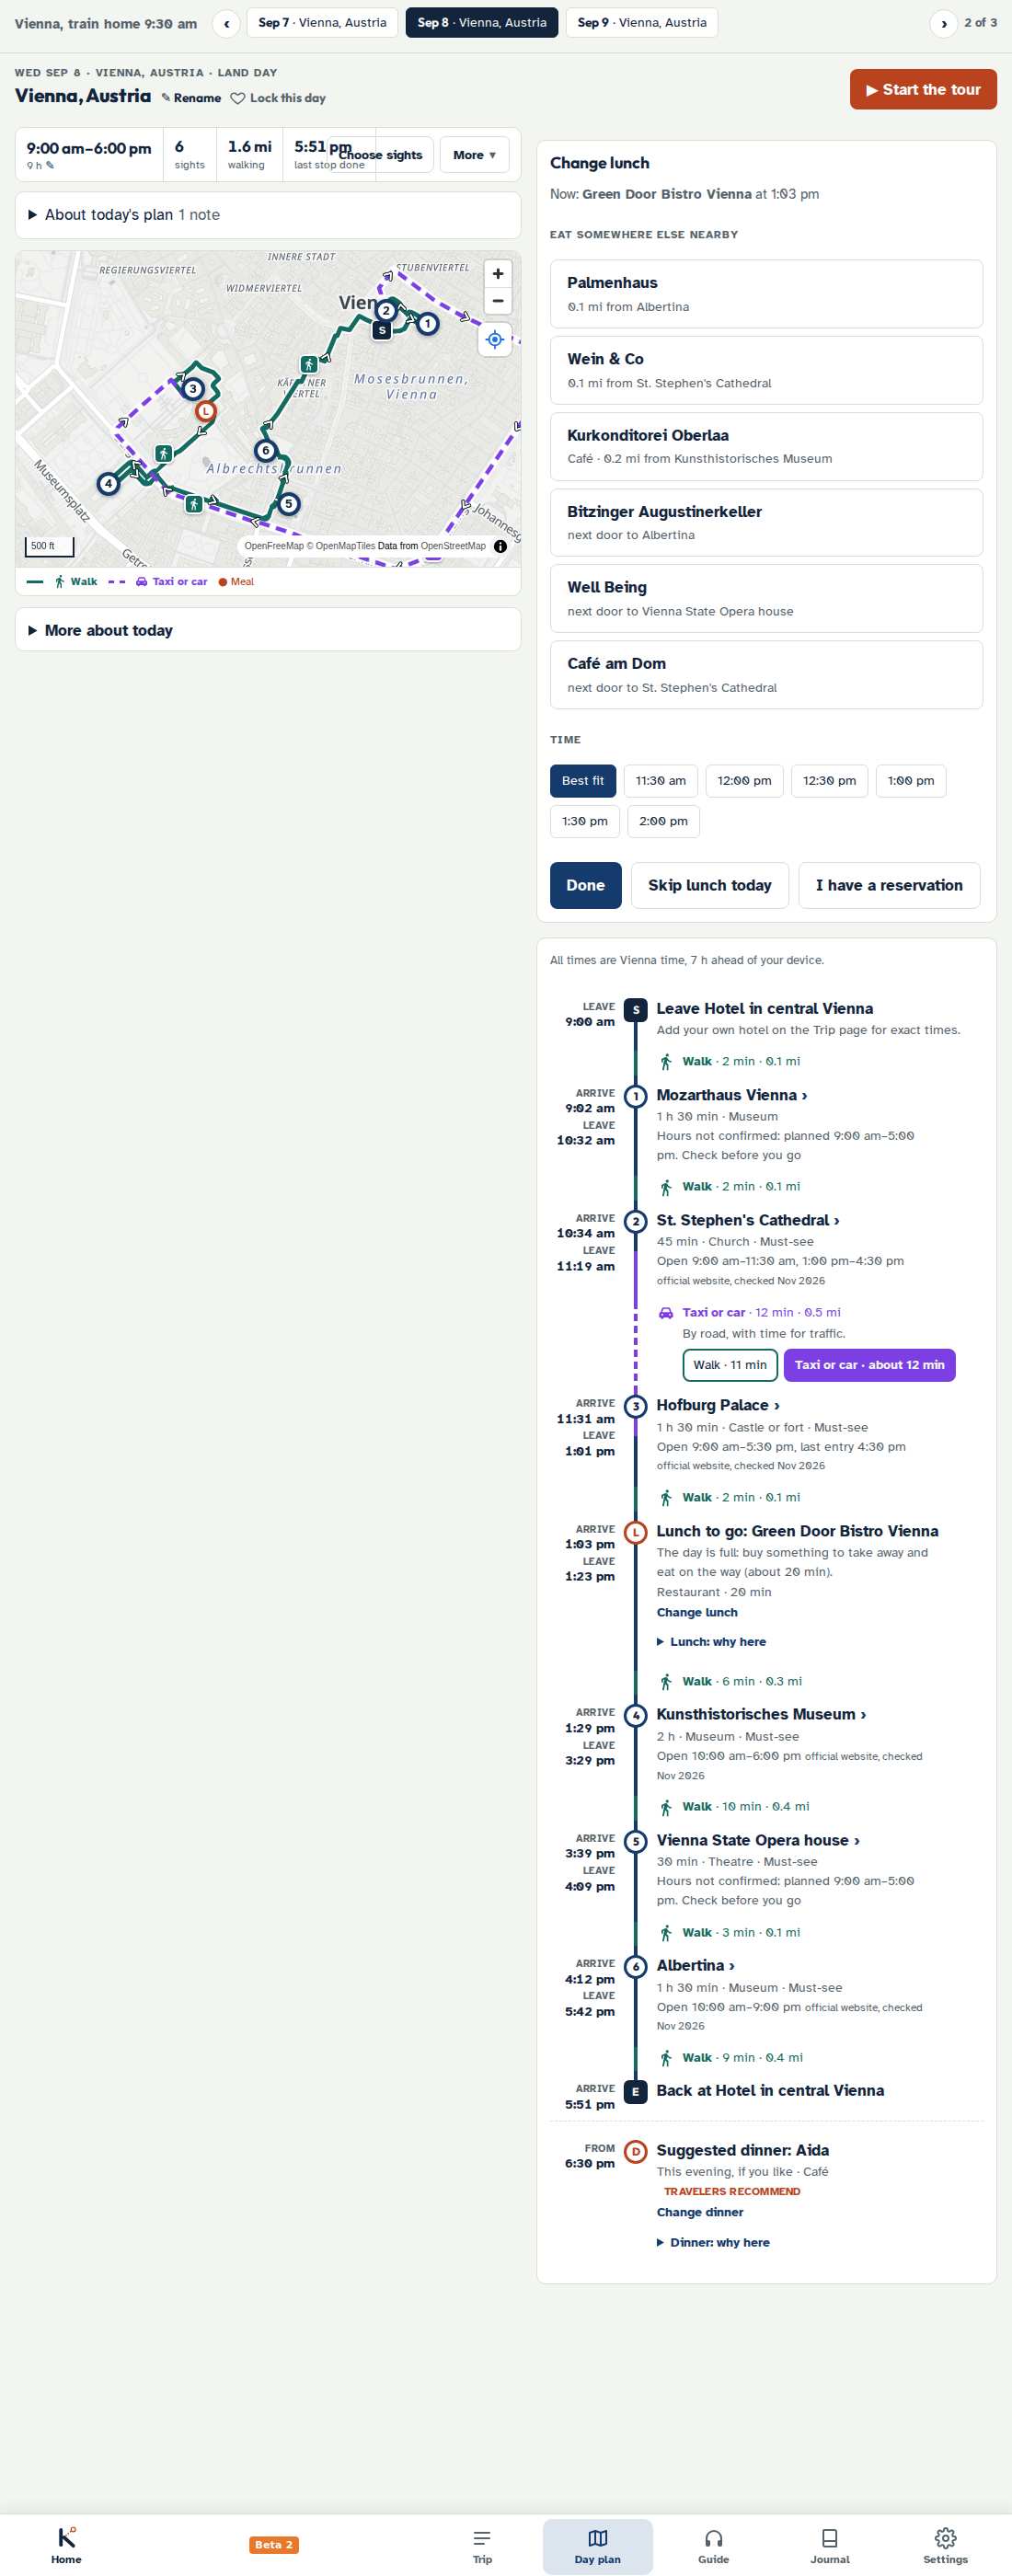 Vienna, train home 9:30 am
‹
Sep 7 · Vienna, Austria
Sep 8 · Vienna, Austria
Sep 9 · Vienna, Austria
›
2 of 3
WED SEP 8 · VIENNA, AUSTRIA · LAND DAY
Vienna, Austria
✎ Rename
Lock this day
▶ Start the tour
9:00 am–6:00 pm
9 h ✎
6
sights
1.6 mi
walking
5:51 pm
last stop done
Choose sights
More ▾
▶ About today's plan 1 note
REGIERUNGSVIERTEL
INNERE STADT
STUBENVIERTEL
WIDMERVIERTEL
Vien
2
1
S
+
−
Mosesbrunnen,
Vienna
3
L
6
Albrechtsbrunnen
4
5
Museumsplatz
500 ft
OpenFreeMap © OpenMapTiles Data from OpenStreetMap
Walk
Taxi or car
Meal
▶ More about today
Change lunch
Now: Green Door Bistro Vienna at 1:03 pm
EAT SOMEWHERE ELSE NEARBY
Palmenhaus
0.1 mi from Albertina
Wein & Co
0.1 mi from St. Stephen's Cathedral
Kurkonditorei Oberlaa
Café · 0.2 mi from Kunsthistorisches Museum
Bitzinger Augustinerkeller
next door to Albertina
Well Being
next door to Vienna State Opera house
Café am Dom
next door to St. Stephen's Cathedral
TIME
Best fit
11:30 am
12:00 pm
12:30 pm
1:00 pm
1:30 pm
2:00 pm
Done
Skip lunch today
I have a reservation
All times are Vienna time, 7 h ahead of your device.
LEAVE
9:00 am
S
Leave Hotel in central Vienna
Add your own hotel on the Trip page for exact times.
Walk · 2 min · 0.1 mi
ARRIVE
9:02 am
LEAVE
10:32 am
1
Mozarthaus Vienna ›
1 h 30 min · Museum
Hours not confirmed: planned 9:00 am–5:00
pm. Check before you go
Walk · 2 min · 0.1 mi
ARRIVE
10:34 am
LEAVE
11:19 am
2
St. Stephen's Cathedral ›
45 min · Church · Must-see
Open 9:00 am–11:30 am, 1:00 pm–4:30 pm
official website, checked Nov 2026
Taxi or car · 12 min · 0.5 mi
By road, with time for traffic.
Walk · 11 min
Taxi or car · about 12 min
ARRIVE
11:31 am
LEAVE
1:01 pm
3
Hofburg Palace ›
1 h 30 min · Castle or fort · Must-see
Open 9:00 am–5:30 pm, last entry 4:30 pm
official website, checked Nov 2026
Walk · 2 min · 0.1 mi
ARRIVE
1:03 pm
LEAVE
1:23 pm
L
Lunch to go: Green Door Bistro Vienna
The day is full: buy something to take away and
eat on the way (about 20 min).
Restaurant · 20 min
Change lunch
▶ Lunch: why here
Walk · 6 min · 0.3 mi
ARRIVE
1:29 pm
LEAVE
3:29 pm
4
Kunsthistorisches Museum ›
2 h · Museum · Must-see
Open 10:00 am–6:00 pm official website, checked
Nov 2026
Walk · 10 min · 0.4 mi
ARRIVE
3:39 pm
LEAVE
4:09 pm
5
Vienna State Opera house ›
30 min · Theatre · Must-see
Hours not confirmed: planned 9:00 am–5:00
pm. Check before you go
Walk · 3 min · 0.1 mi
ARRIVE
4:12 pm
LEAVE
5:42 pm
6
Albertina ›
1 h 30 min · Museum · Must-see
Open 10:00 am–9:00 pm official website, checked
Nov 2026
Walk · 9 min · 0.4 mi
ARRIVE
5:51 pm
E
Back at Hotel in central Vienna
FROM
6:30 pm
D
Suggested dinner: Aida
This evening, if you like · Café
TRAVELERS RECOMMEND
Change dinner
▶ Dinner: why here
Home
Beta 2
Trip
Day plan
Guide
Journal
Settings